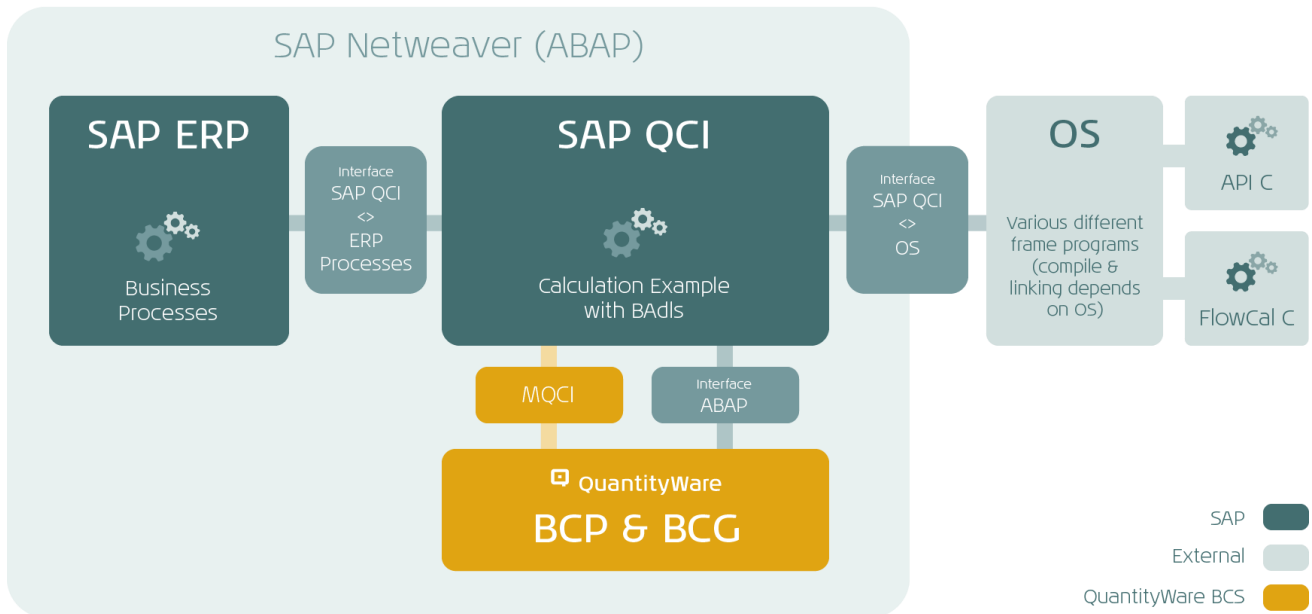 SAP Netweaver (ABAP)
SAP ERP
Business
Processes
Interface
SAP QCI
<>
ERP
Processes
SAP QCI
Calculation Example
with BAdIs
Interface
SAP QCI
<>
OS
OS
Various different
frame programs
(compile &
linking depends
on OS)
API C
FlowCal C
MQCI
Interface
ABAP
QuantityWare
BCP & BCG
SAP
External
QuantityWare BCS